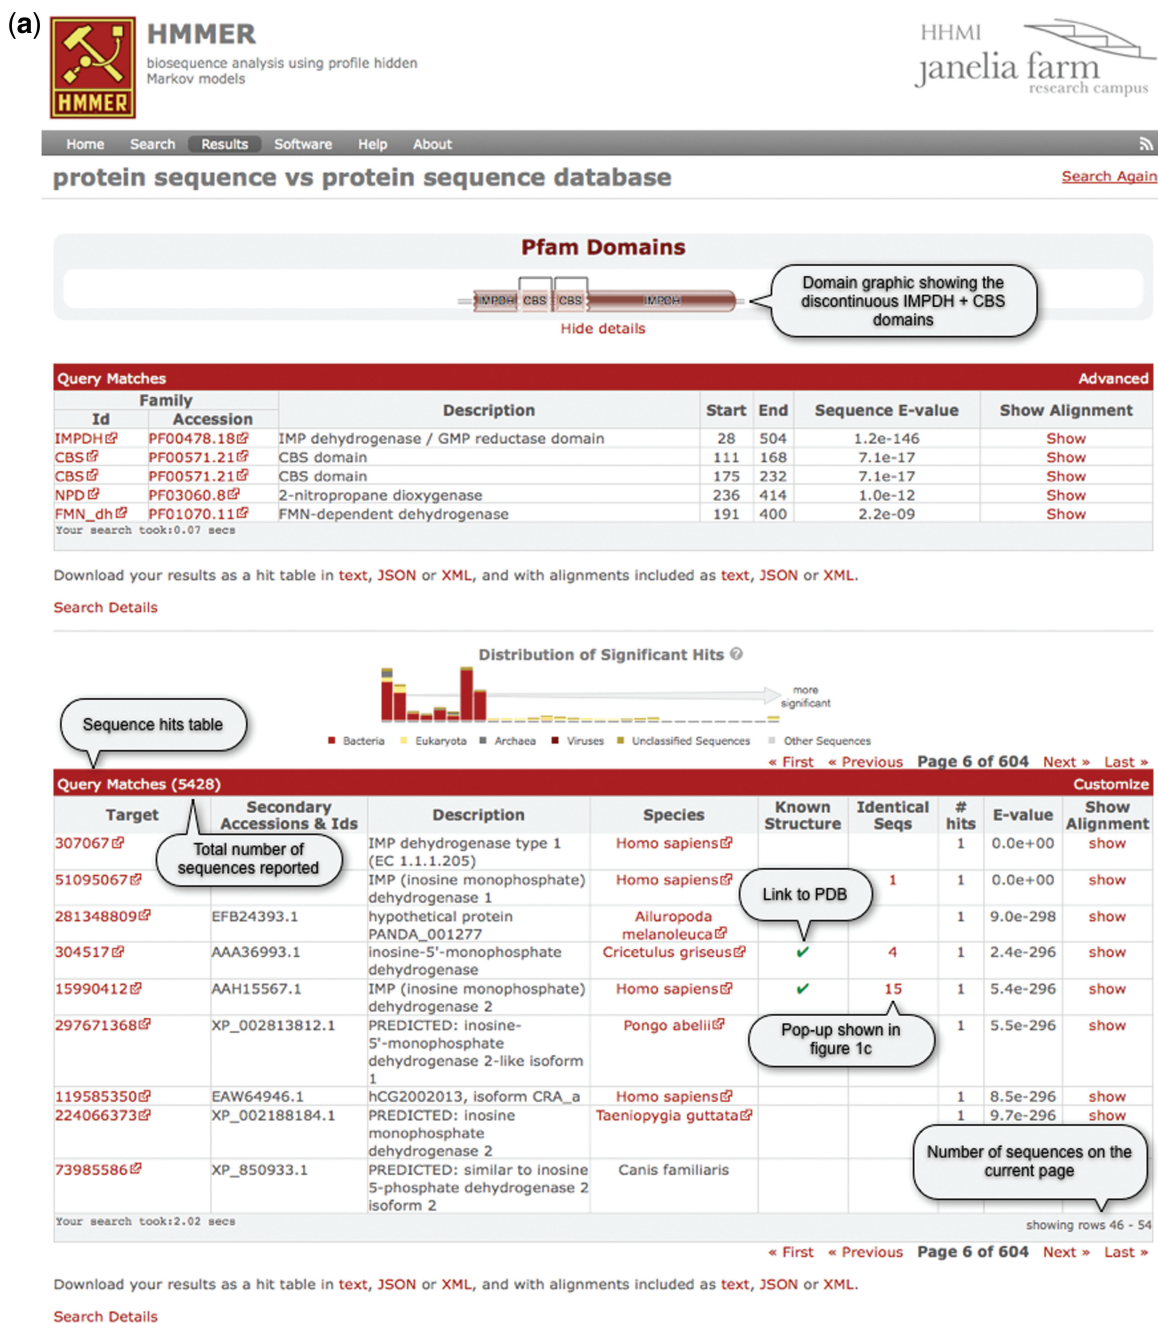 (a)
HMMER
biosequence analysis using profile hidden
Markov models
HMMER
HHMI
janelia farm
research campus
Home Search Results Software Help About
protein sequence vs protein sequence database
Search Again
Pfam Domains
IMPDH CBS CBS IMPDH
Domain graphic showing the
discontinuous IMPDH + CBS
domains
Hide details
Query Matches Advanced
Family
Id Accession Description Start End Sequence E-value Show Alignment
IMPDH PF00478.18 IMP dehydrogenase / GMP reductase domain 28 504 1.2e-146 Show
CBS PF00571.21 CBS domain 111 168 7.1e-17 Show
CBS PF00571.21 CBS domain 175 232 7.1e-17 Show
NPD PF03060.8 2-nitropropane dioxygenase 236 414 1.0e-12 Show
FMN_dh PF01070.11 FMN-dependent dehydrogenase 191 400 2.2e-09 Show
Your search took:0.07 secs
Download your results as a hit table in text, JSON or XML, and with alignments included as text, JSON or XML.
Search Details
Distribution of Significant Hits
more
significant
Sequence hits table
Bacteria Eukaryota Archaea Viruses Unclassified Sequences Other Sequences
« First « Previous Page 6 of 604 Next » Last »
Query Matches (5428) Customize
Target Secondary Accessions & Ids Description Species Known Structure Identical Seqs # hits E-value Show Alignment
Total number of
sequences reported
307067 IMP dehydrogenase type 1 Homo sapiens 1 0.0e+00 show
(EC 1.1.1.205)
51095067 IMP (inosine monophosphate) Homo sapiens 1 1 0.0e+00 show
dehydrogenase 1
Link to PDB
281348809 EFB24393.1 hypothetical protein Ailuropoda 1 9.0e-298 show
PANDA_001277 melanoleuca
304517 AAA36993.1 inosine-5'-monophosphate Cricetulus griseus ✔ 4 1 2.4e-296 show
dehydrogenase
15990412 AAH15567.1 IMP (inosine monophosphate) Homo sapiens ✔ 15 1 5.4e-296 show
dehydrogenase 2
Pop-up shown in
figure 1c
297671368 XP_002813812.1 PREDICTED: inosine- Pongo abelii 1 5.5e-296 show
5'-monophosphate
dehydrogenase 2-like isoform
1
119585350 EAW64946.1 hCG2002013, isoform CRA_a Homo sapiens 1 8.5e-296 show
224066373 XP_002188184.1 PREDICTED: inosine Taeniopygia guttata 1 9.7e-296 show
monophosphate
dehydrogenase 2
Number of sequences on the
current page
73985586 XP_850933.1 PREDICTED: similar to inosine Canis familiaris
5-phosphate dehydrogenase 2
isoform 2
Your search took:2.02 secs
showing rows 46 - 54
« First « Previous Page 6 of 604 Next » Last »
Download your results as a hit table in text, JSON or XML, and with alignments included as text, JSON or XML.
Search Details